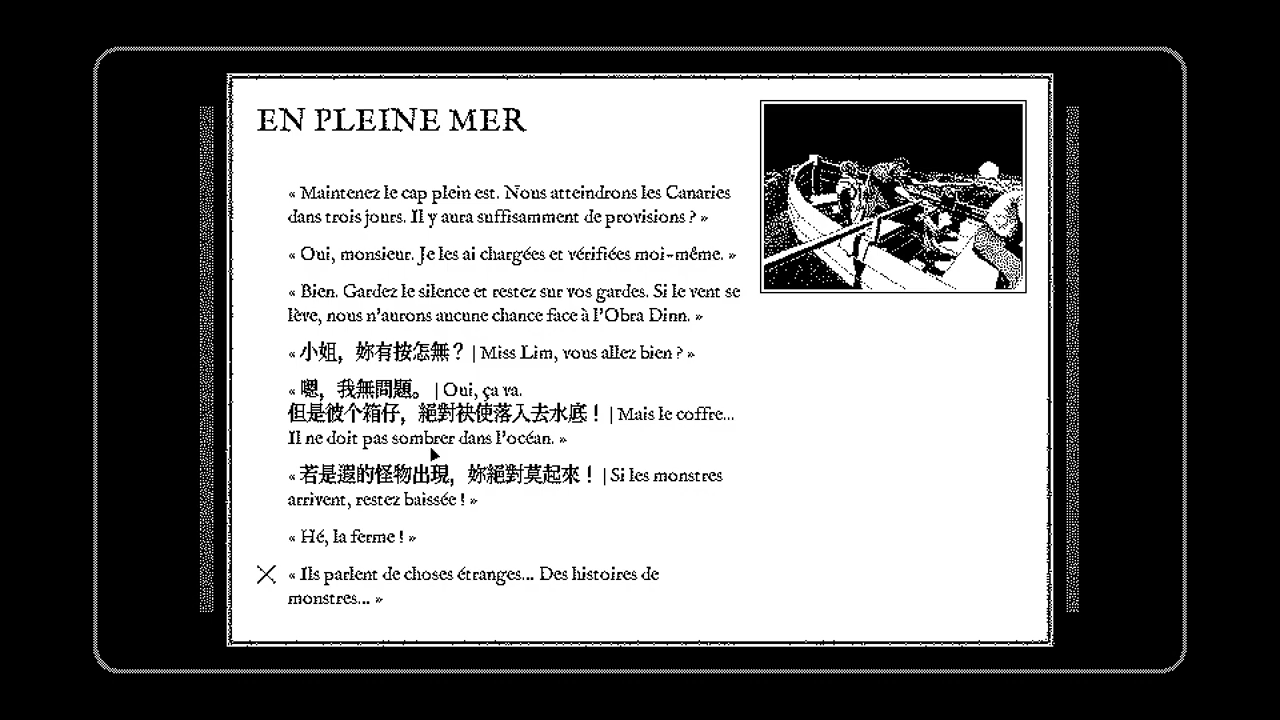 EN PLEINE MER
« Maintenez le cap plein est. Nous atteindrons les Canaries
dans trois jours. Il y aura suffisamment de provisions ? »
« Oui, monsieur. Je les ai chargées et vérifiées moi-même. »
« Bien. Gardez le silence et restez sur vos gardes. Si le vent se
lève, nous n'aurons aucune chance face à l'Obra Dinn. »
« 小姐，妳有按怎無？ | Miss Lim, vous allez bien ? »
« 嗯，我無問題。 | Oui, ça va.
但是彼个箱仔，絕對袂使落入去水底！ | Mais le coffre...
Il ne doit pas sombrer dans l'océan. »
« 若是遐的怪物出現，妳絕對莫起來！ | Si les monstres
arrivent, restez baissée ! »
« Hé, la ferme ! »
« Ils parlent de choses étranges... Des histoires de
monstres... »